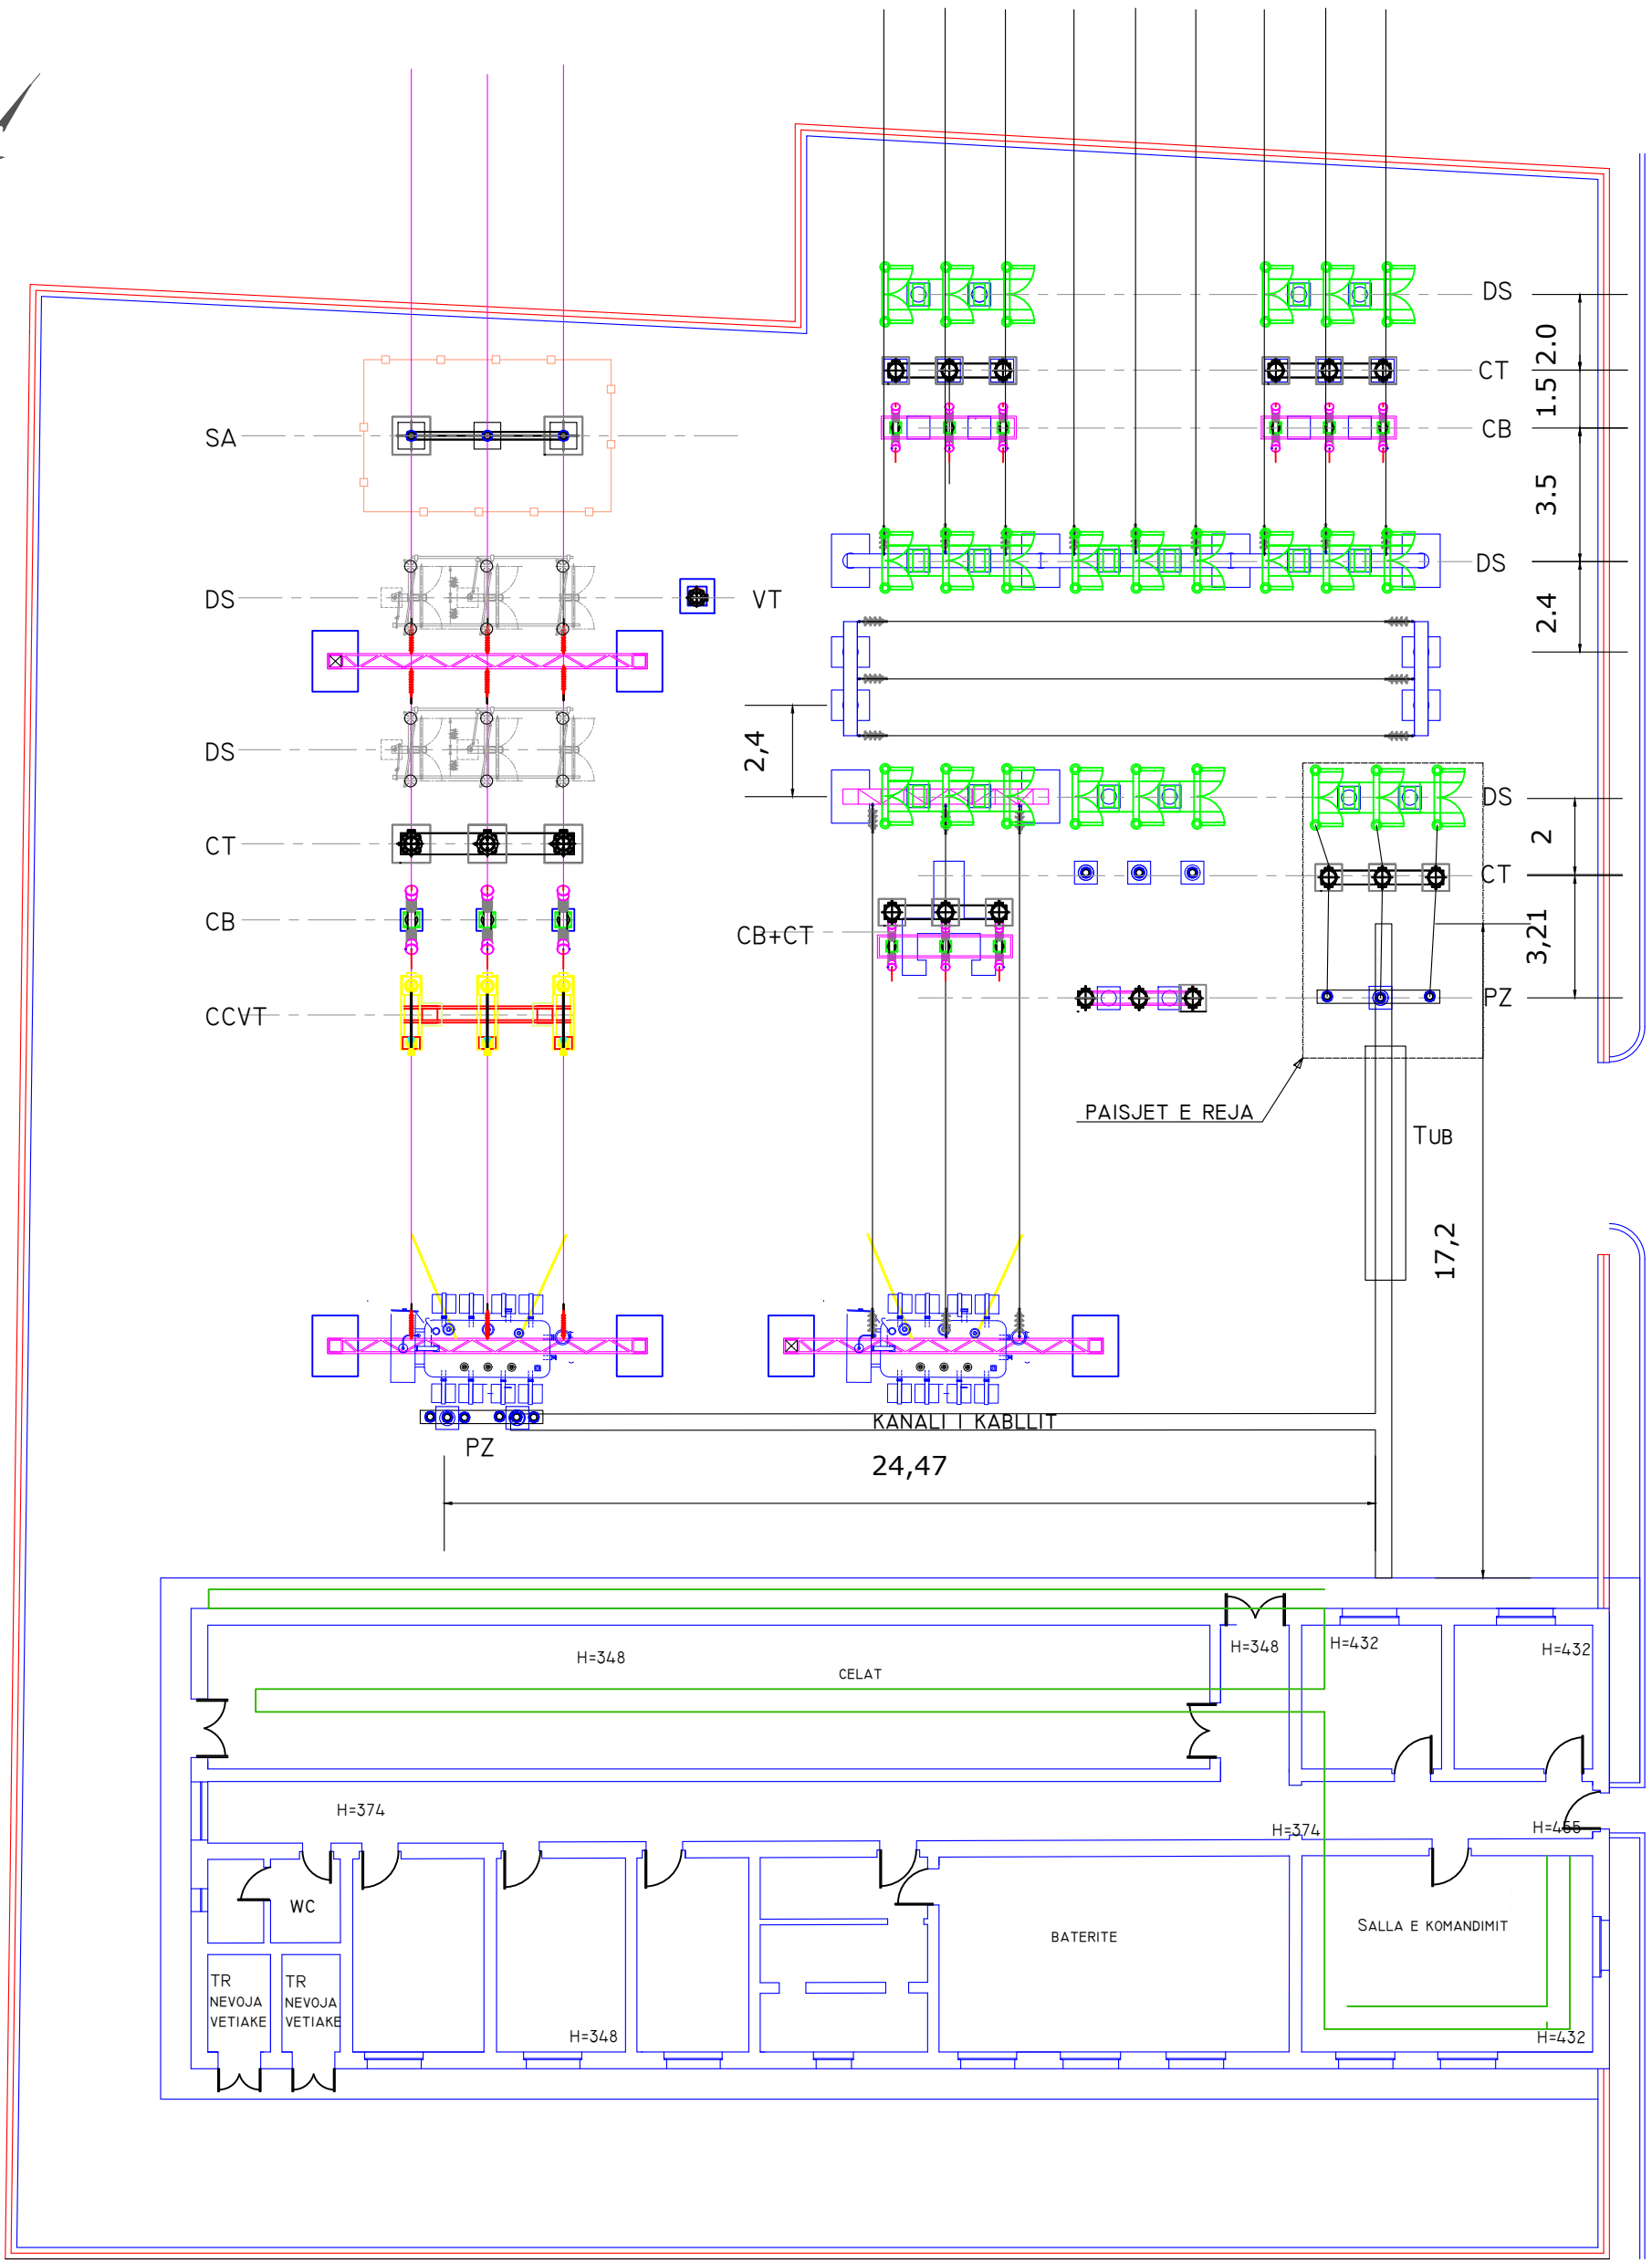 DS
2.0
CT
1.5
CB
SA
3.5
DS
DS
VT
2.4
DS
2,4
DS
2
CT
CT
CB
CB+CT
3,21
PZ
CCVT
PAISJET E REJA
TUB
17,2
KANALI I KABLLIT
PZ
24,47
H=348
H=348
H=432
H=432
CELAT
H=374
H=374
H=455
WC
BATERITE
SALLA E KOMANDIMIT
TR
NEVOJA
VETIAKE
TR
NEVOJA
VETIAKE
H=348
H=432